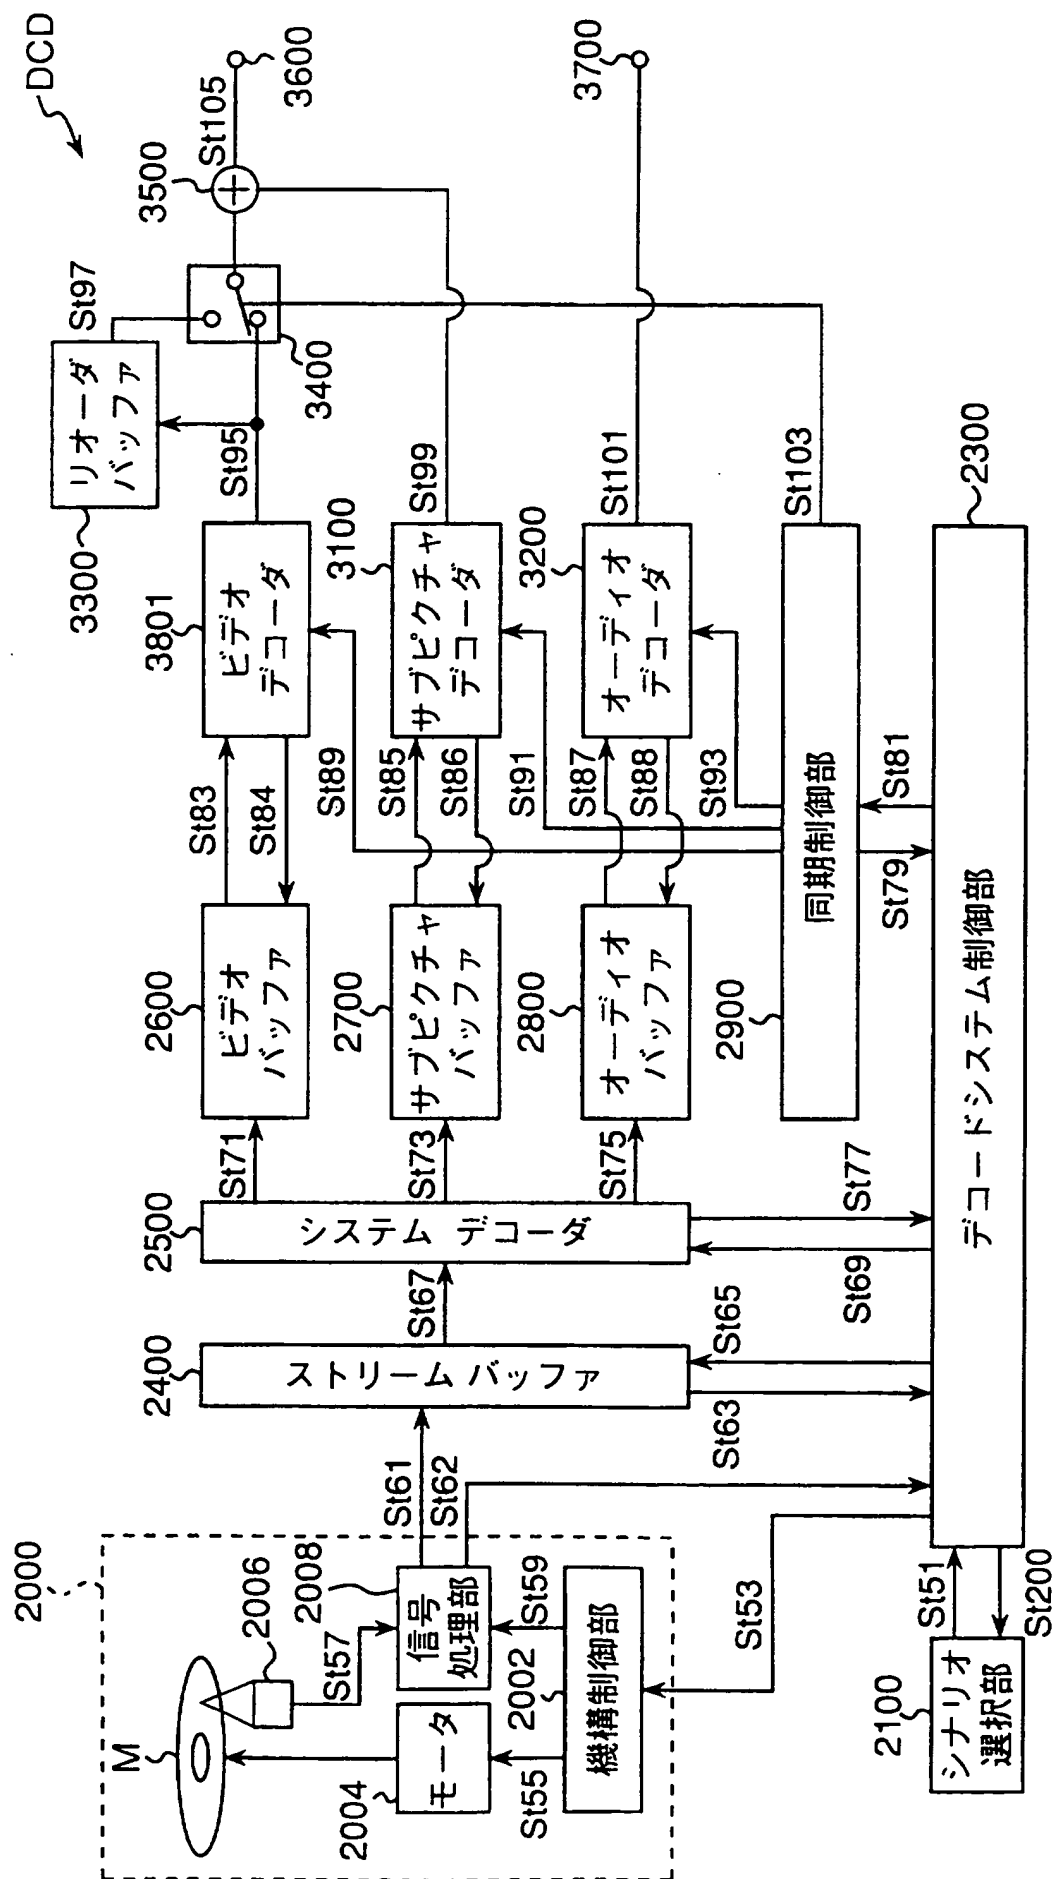 DCD
2000
M
2006
St57
2008
信号
処理部
2004
モータ
St55
2002
St59
機構制御部
St61
St62
St53
2100
シナリオ
選択部
St51
St200
2400
ストリーム バッファ
St63
St65
St67
2500
システム デコーダ
St69
St77
St71
St73
St75
2600
ビデオ
バッファ
2700
サブピクチャ
バッファ
2800
オーディオ
バッファ
2900
同期制御部
St79
St81
2300
デコードシステム制御部
St83
St84
St89
St85
St86
St91
St87
St88
St93
3801
ビデオ
デコーダ
3100
サブピクチャ
デコーダ
3200
オーディオ
デコーダ
St95
St99
St101
St103
3300
リオーダ
バッファ
St97
3400
3500
St105
3600
3700